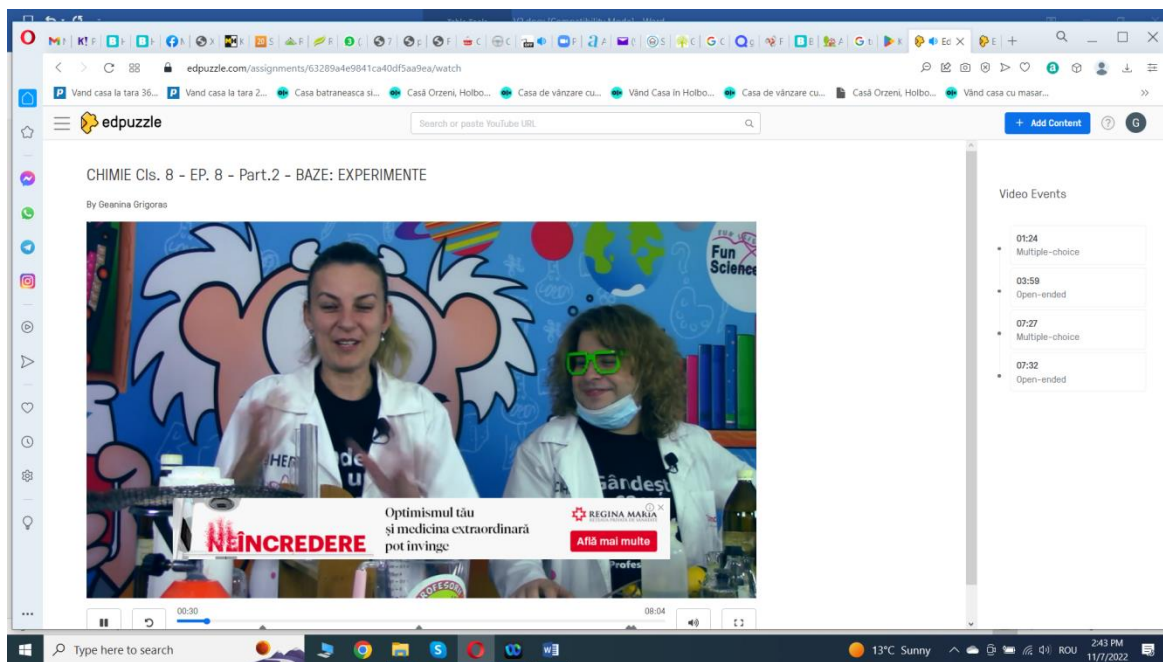 edpuzzle.com/assignments/63289a4e9841ca40df5aa9ea/watch
Vand casa la tara 36...
Vand casa la tara 2...
Casa batraneasca si...
Casă Orzeni, Holbo...
Casa de vânzare cu...
Vând Casa în Holbo...
Casa de vânzare cu...
Casă Orzeni, Holbo...
Vând casa cu masar...
edpuzzle
Search or paste YouTube URL
+ Add Content
? G
CHIMIE Cls. 8 - EP. 8 - Part.2 - BAZE: EXPERIMENTE
By Geanina Grigoras
Video Events
01:24
Multiple-choice
03:59
Open-ended
07:27
Multiple-choice
07:32
Open-ended
Fun
Science
Gândeșt
NEÎNCREDERE
Optimismul tău
și medicina extraordinară
pot învinge
REGINA MARIA
Află mai multe
Profes
PROFESOR
00:30
08:04
Type here to search
13°C Sunny
ROU
2:43 PM
11/7/2022